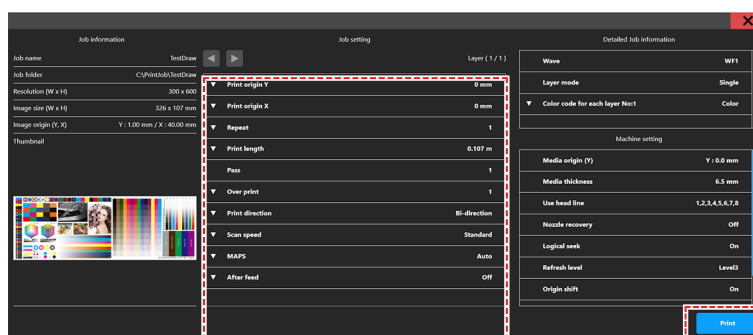 Job information
Job name TestDraw
Job folder C:\PrintJob\TestDraw
Resolution (W x H) 300 x 600
Image size (W x H) 326 x 107 mm
Image origin (Y, X) Y : 1.00 mm / X : 40.00 mm
Thumbnail
Job setting
Layer ( 1 / 1 )
Print origin Y 0 mm
Print origin X 0 mm
Repeat 1
Print length 0.107 m
Pass 1
Over print 1
Print direction Bi-direction
Scan speed Standard
MAPS Auto
After feed Off
Detailed Job information
Wave WF1
Layer mode Single
Color code for each layer No:1 Color
Machine setting
Media origin (Y) Y : 0.0 mm
Media thickness 6.5 mm
Use head line 1,2,3,4,5,6,7,8
Nozzle recovery Off
Logical seek On
Refresh level Level3
Origin shift On
Print